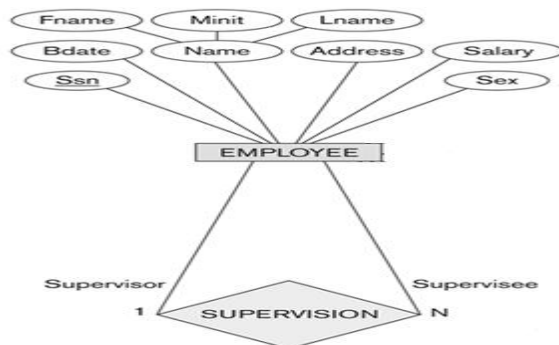 Fname Minit Lname
Bdate Name Address Salary
Ssn Sex
EMPLOYEE
Supervisor Supervisee
1 SUPERVISION N